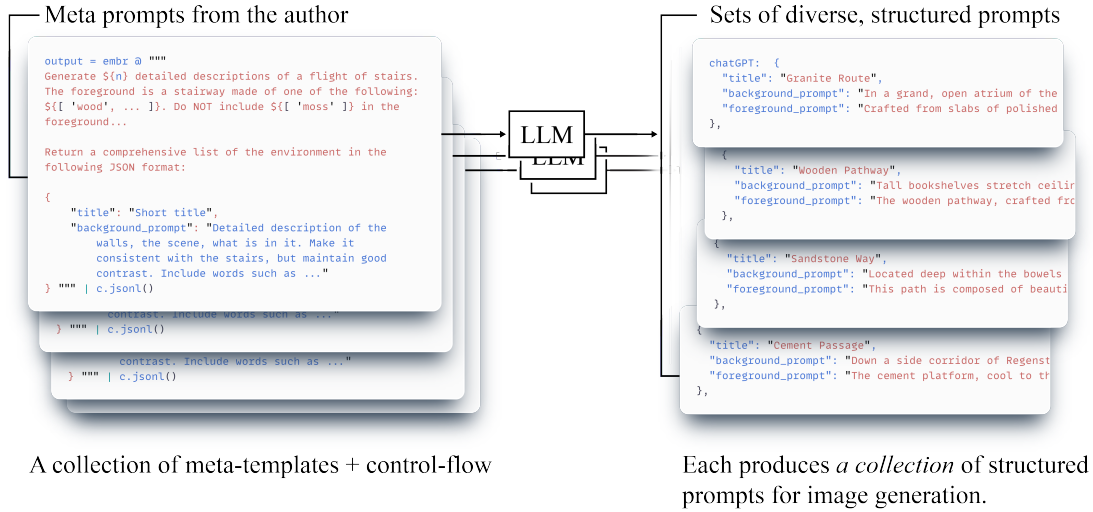 Meta prompts from the author
output = embr @ """
Generate ${n} detailed descriptions of a flight of stairs.
The foreground is a stairway made of one of the following:
${[ 'wood', ... ]}. Do NOT include ${[ 'moss' ]} in the
foreground...
Return a comprehensive list of the environment in the
following JSON format:
{
"title": "Short title",
"background_prompt": "Detailed description of the
walls, the scene, what is in it. Make it
consistent with the stairs, but maintain good
contrast. Include words such as ..."
} """ | c.jsonl()
contrast. Include words such as ..."
} """ | c.jsonl()
contrast. Include words such as ..."
} """ | c.jsonl()
A collection of meta-templates + control-flow
LLM
LLM
Sets of diverse, structured prompts
chatGPT: {
"title": "Granite Route",
"background_prompt": "In a grand, open atrium of the
"foreground_prompt": "Crafted from slabs of polished
},
{
"title": "Wooden Pathway",
"background_prompt": "Tall bookshelves stretch ceilin
"foreground_prompt": "The wooden pathway, crafted fro
},
{
"title": "Sandstone Way",
"background_prompt": "Located deep within the bowels
"foreground_prompt": "This path is composed of beauti
},
{
"title": "Cement Passage",
"background_prompt": "Down a side corridor of Regenst
"foreground_prompt": "The cement platform, cool to th
},
Each produces a collection of structured
prompts for image generation.